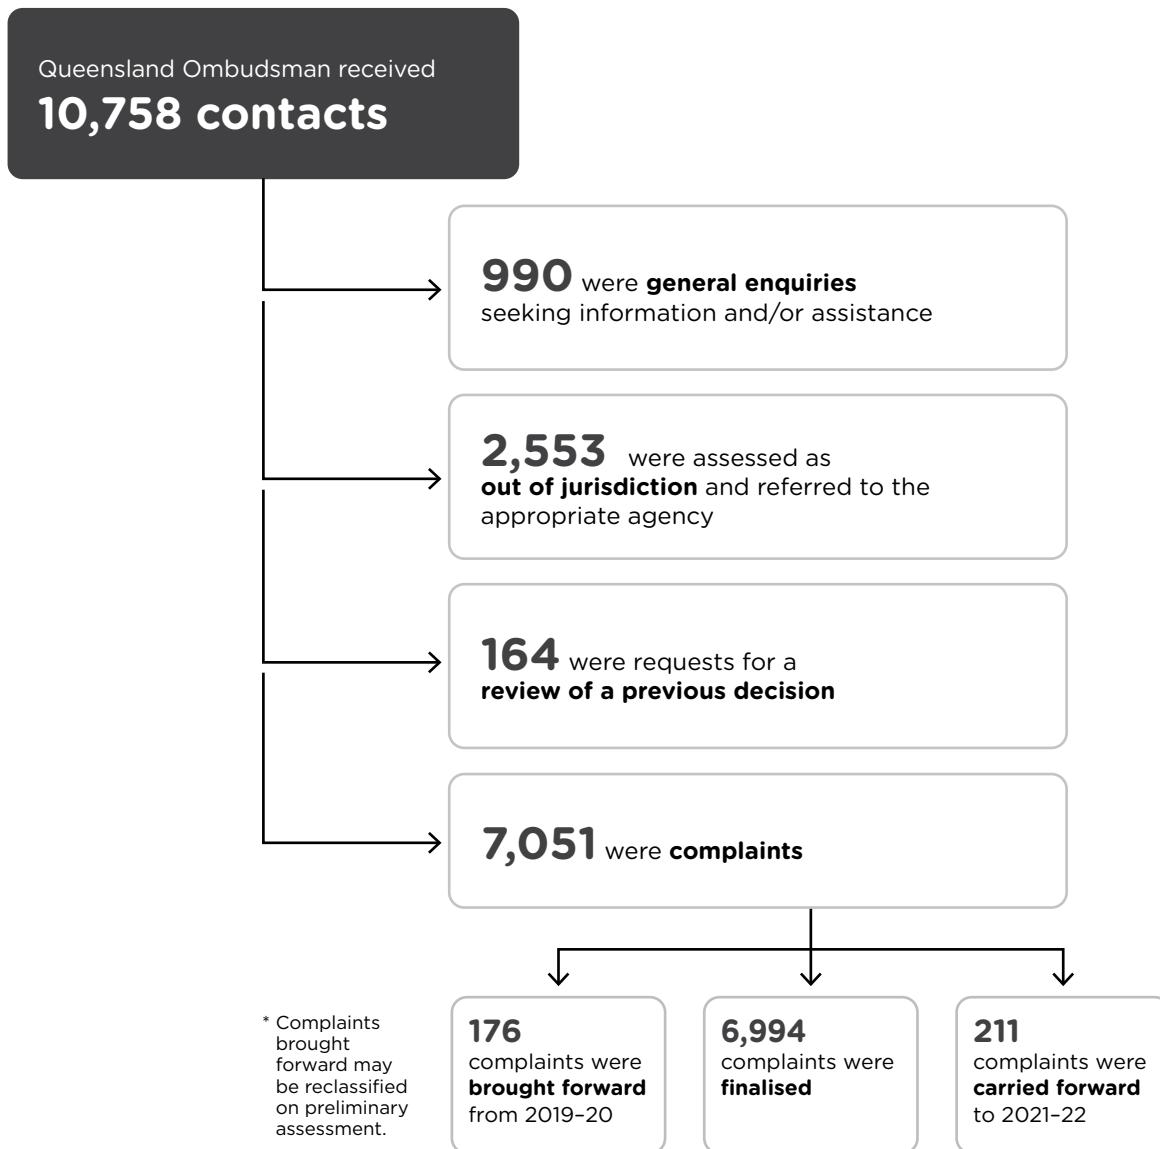 Queensland Ombudsman received
10,758 contacts
990 were general enquiries
seeking information and/or assistance
2,553 were assessed as
out of jurisdiction and referred to the
appropriate agency
164 were requests for a
review of a previous decision
7,051 were complaints
* Complaints
brought
forward may
be reclassified
on preliminary
assessment.
176
complaints were
brought forward
from 2019–20
6,994
complaints were
finalised
211
complaints were
carried forward
to 2021–22